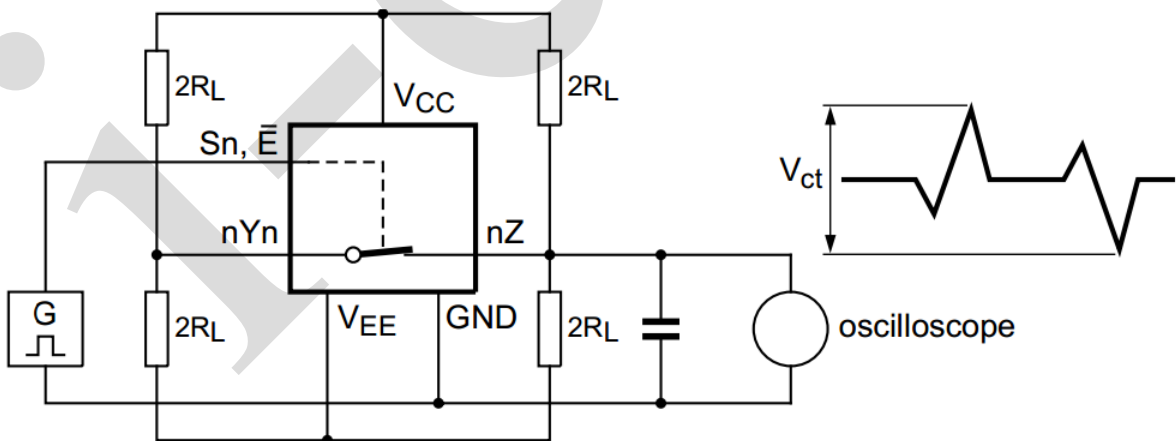 2RL
2RL
VCC
Sn, E̅
Vct
nYn
nZ
G
2RL
VEE
GND
2RL
oscilloscope